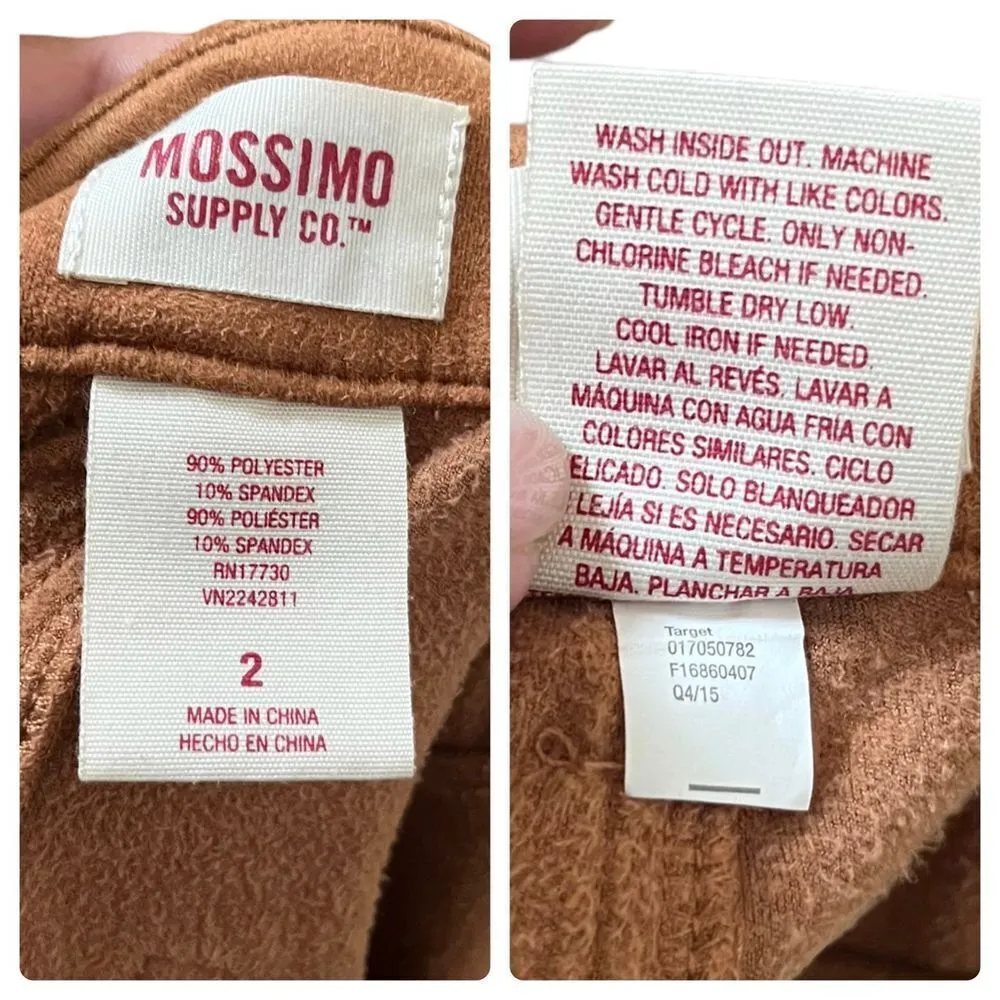 MOSSIMO
SUPPLY CO.™
90% POLYESTER
10% SPANDEX
90% POLIÉSTER
10% SPANDEX
RN17730
VN2242811
2
MADE IN CHINA
HECHO EN CHINA
WASH INSIDE OUT. MACHINE
WASH COLD WITH LIKE COLORS.
GENTLE CYCLE. ONLY NON-
CHLORINE BLEACH IF NEEDED.
TUMBLE DRY LOW.
COOL IRON IF NEEDED.
LAVAR AL REVÉS. LAVAR A
MÁQUINA CON AGUA FRÍA CON
COLORES SIMILARES. CICLO
ELICADO. SOLO BLANQUEADOR
LEJÍA SI ES NECESARIO. SECAR
A MÁQUINA A TEMPERATURA
BAJA. PLANCHAR A BAJA
Target
017050782
F16860407
Q4/15